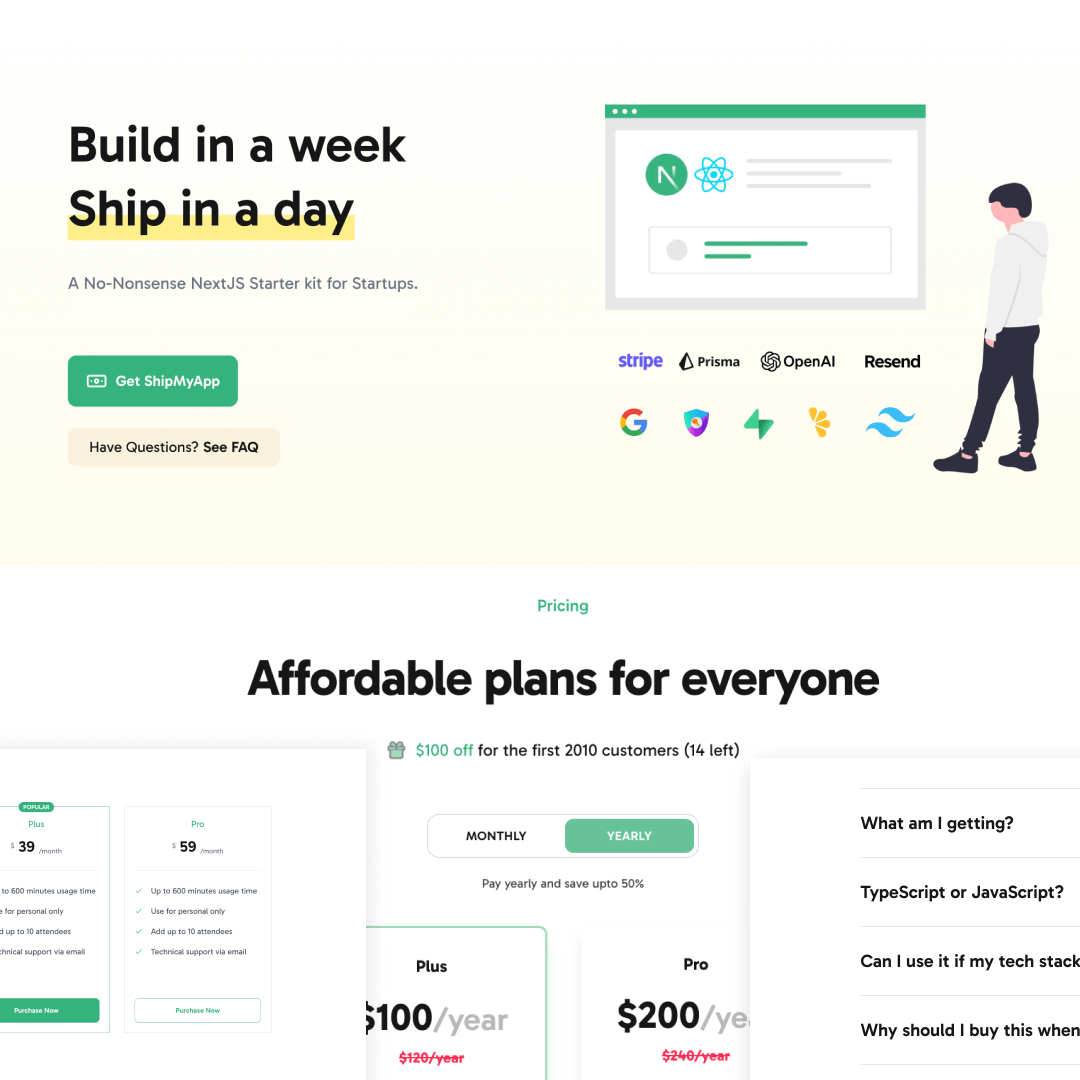 Build in a week
Ship in a day
A No-Nonsense NextJS Starter kit for Startups.
Get ShipMyApp
Have Questions? See FAQ
N
stripe
Prisma
OpenAI
Resend
G
Pricing
Affordable plans for everyone
$100 off for the first 2010 customers (14 left)
MONTHLY
YEARLY
Pay yearly and save upto 50%
POPULAR
Plus
$ 39 /month
to 600 minutes usage time
for personal only
up to 10 attendees
technical support via email
Purchase Now
Pro
$ 59 /month
Up to 600 minutes usage time
Use for personal only
Add up to 10 attendees
Technical support via email
Purchase Now
Plus
$100/year
$120/year
Pro
$200/ye
$240/year
What am I getting?
TypeScript or JavaScript?
Can I use it if my tech stack
Why should I buy this when